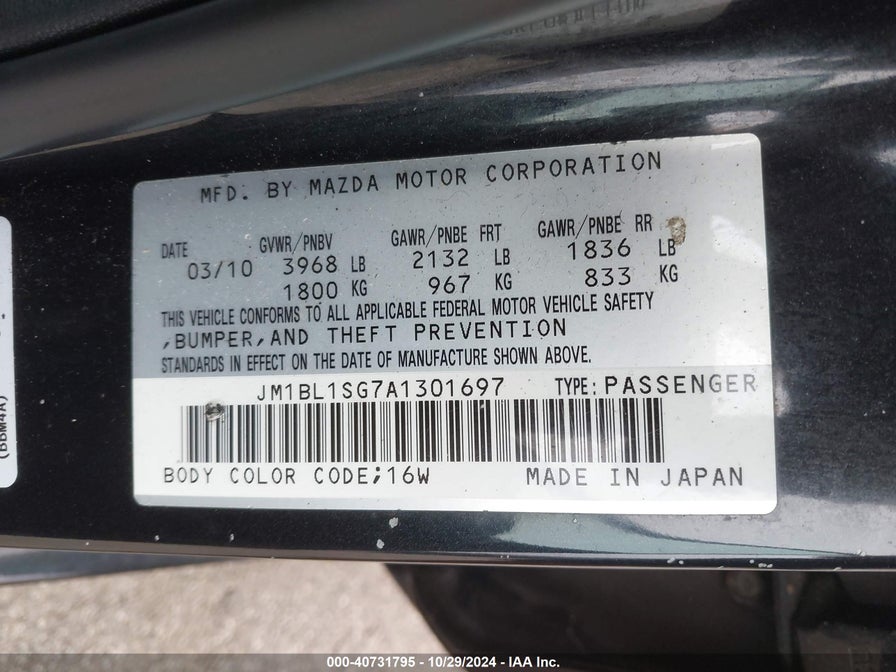 MFD. BY MAZDA MOTOR CORPORATION
DATE GVWR/PNBV GAWR/PNBE FRT GAWR/PNBE RR
03/10 3968 LB 2132 LB 1836 LB
1800 KG 967 KG 833 KG
THIS VEHICLE CONFORMS TO ALL APPLICABLE FEDERAL MOTOR VEHICLE SAFETY
,BUMPER,AND THEFT PREVENTION
STANDARDS IN EFFECT ON THE DATE OF MANUFACTURE SHOWN ABOVE.
JM1BL1SG7A1301697 TYPE:PASSENGER
BODY COLOR CODE;16W MADE IN JAPAN
(BBM4A)
000-40731795 - 10/29/2024 - IAA Inc.